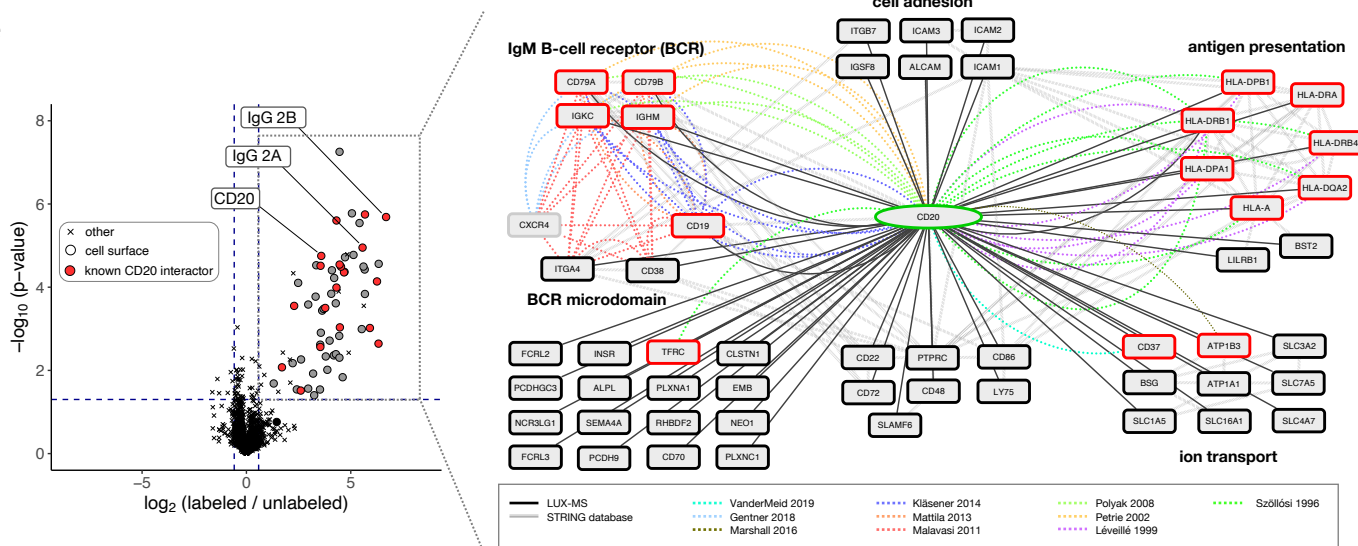 cell adhesion
IgM B-cell receptor (BCR)
antigen presentation
ITGB7
ICAM3
ICAM2
IGSF8
ALCAM
ICAM1
CD79A
CD79B
IGKC
IGHM
CXCR4
CD19
ITGA4
CD38
BCR microdomain
CD20
HLA-DPB1
HLA-DRA
HLA-DRB1
HLA-DRB4
HLA-DPA1
HLA-DQA2
HLA-A
BST2
LILRB1
FCRL2
INSR
TFRC
CLSTN1
PCDHGC3
ALPL
PLXNA1
EMB
NCR3LG1
SEMA4A
RHBDF2
NEO1
FCRL3
PCDH9
CD70
PLXNC1
CD22
PTPRC
CD86
CD72
CD48
LY75
SLAMF6
CD37
ATP1B3
SLC3A2
BSG
ATP1A1
SLC7A5
SLC1A5
SLC16A1
SLC4A7
ion transport
IgG 2B
IgG 2A
CD20
× other
cell surface
known CD20 interactor
8
6
4
2
0
−5
0
5
−log10 (p−value)
log2 (labeled / unlabeled)
LUX-MS
STRING database
VanderMeid 2019
Gentner 2018
Marshall 2016
Kläsener 2014
Mattila 2013
Malavasi 2011
Polyak 2008
Petrie 2002
Léveillé 1999
Szöllósi 1996